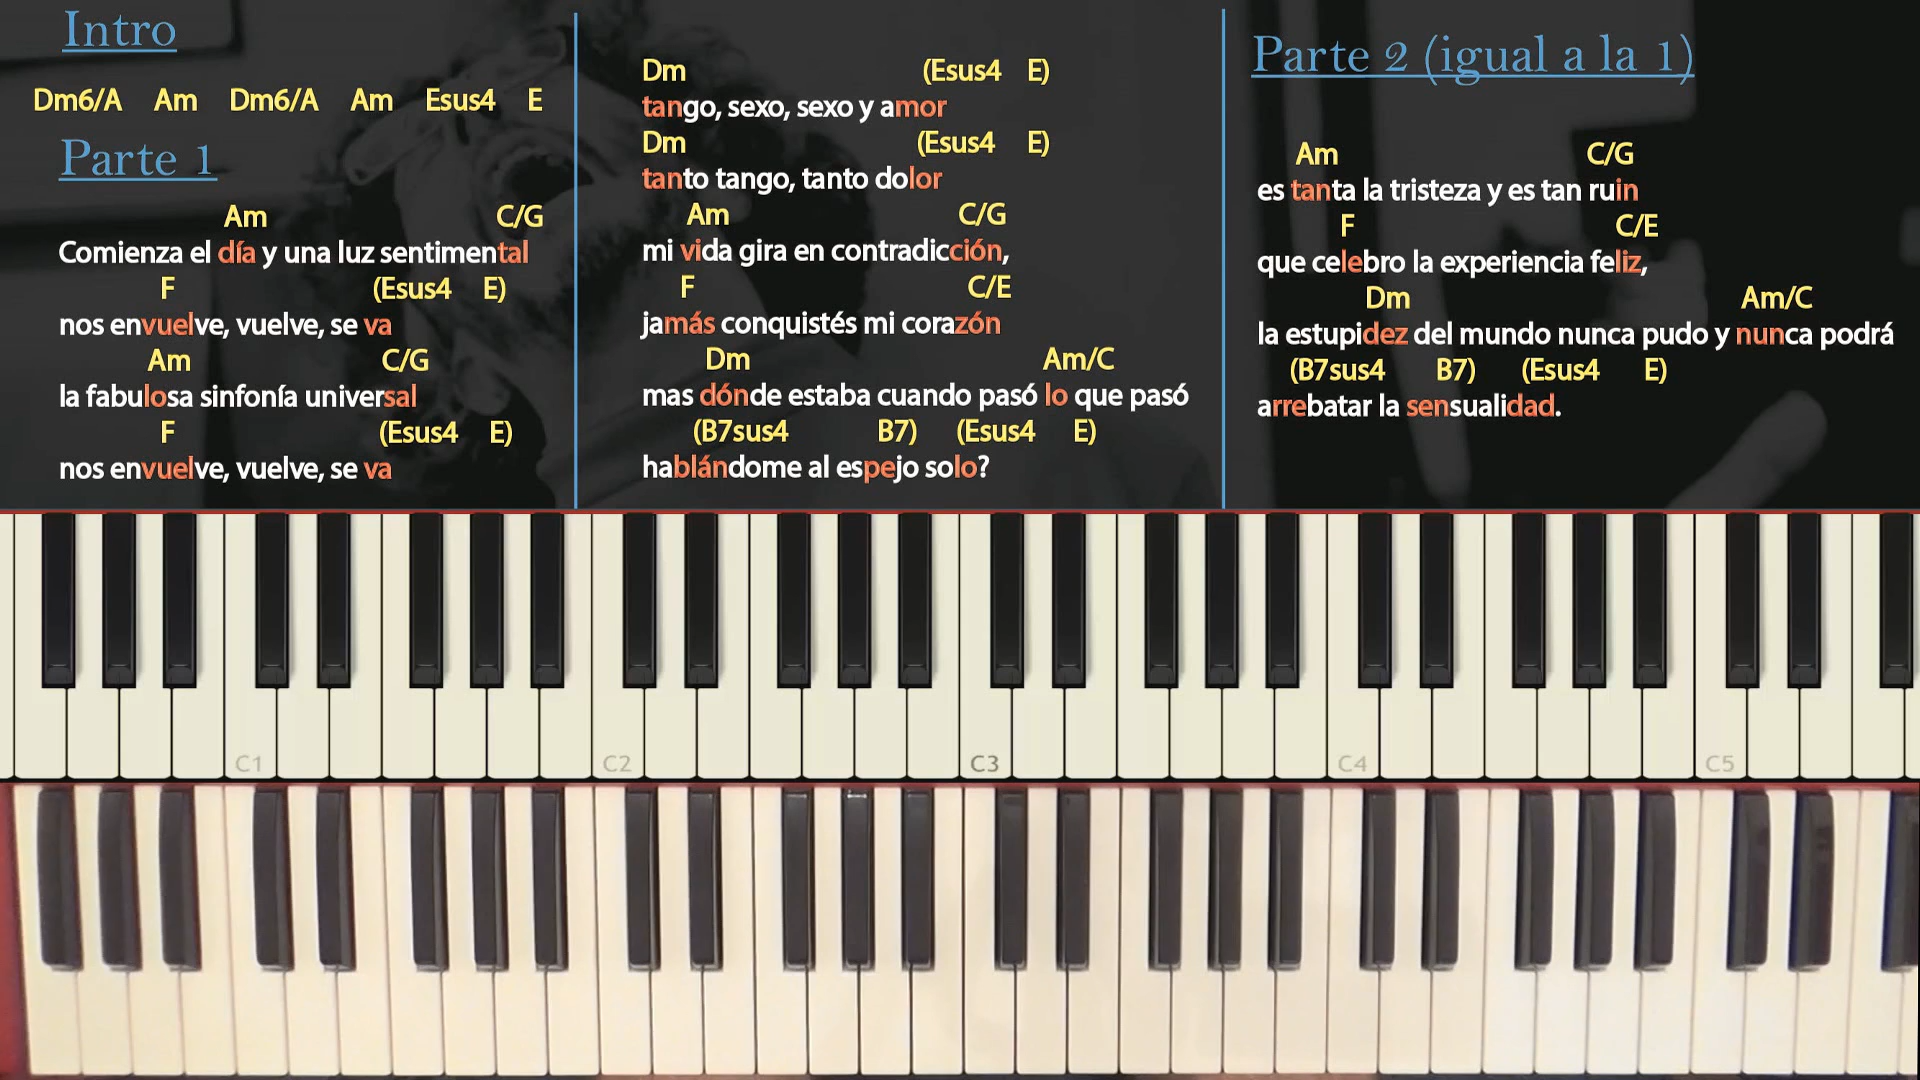 Intro
Dm6/A Am Dm6/A Am Esus4 E
Parte 1
Am C/G
Comienza el día y una luz sentimental
F (Esus4 E)
nos envuelve, vuelve, se va
Am C/G
la fabulosa sinfonía universal
F (Esus4 E)
nos envuelve, vuelve, se va
Dm (Esus4 E)
tango, sexo, sexo y amor
Dm (Esus4 E)
tanto tango, tanto dolor
Am C/G
mi vida gira en contradicción,
F C/E
jamás conquistés mi corazón
Dm Am/C
mas dónde estaba cuando pasó lo que pasó
(B7sus4 B7) (Esus4 E)
hablándome al espejo solo?
Parte 2 (igual a la 1)
Am C/G
es tanta la tristeza y es tan ruin
F C/E
que celebro la experiencia feliz,
Dm Am/C
la estupidez del mundo nunca pudo y nunca podrá
(B7sus4 B7) (Esus4 E)
arrebatar la sensualidad.
C1 C2 C3 C4 C5